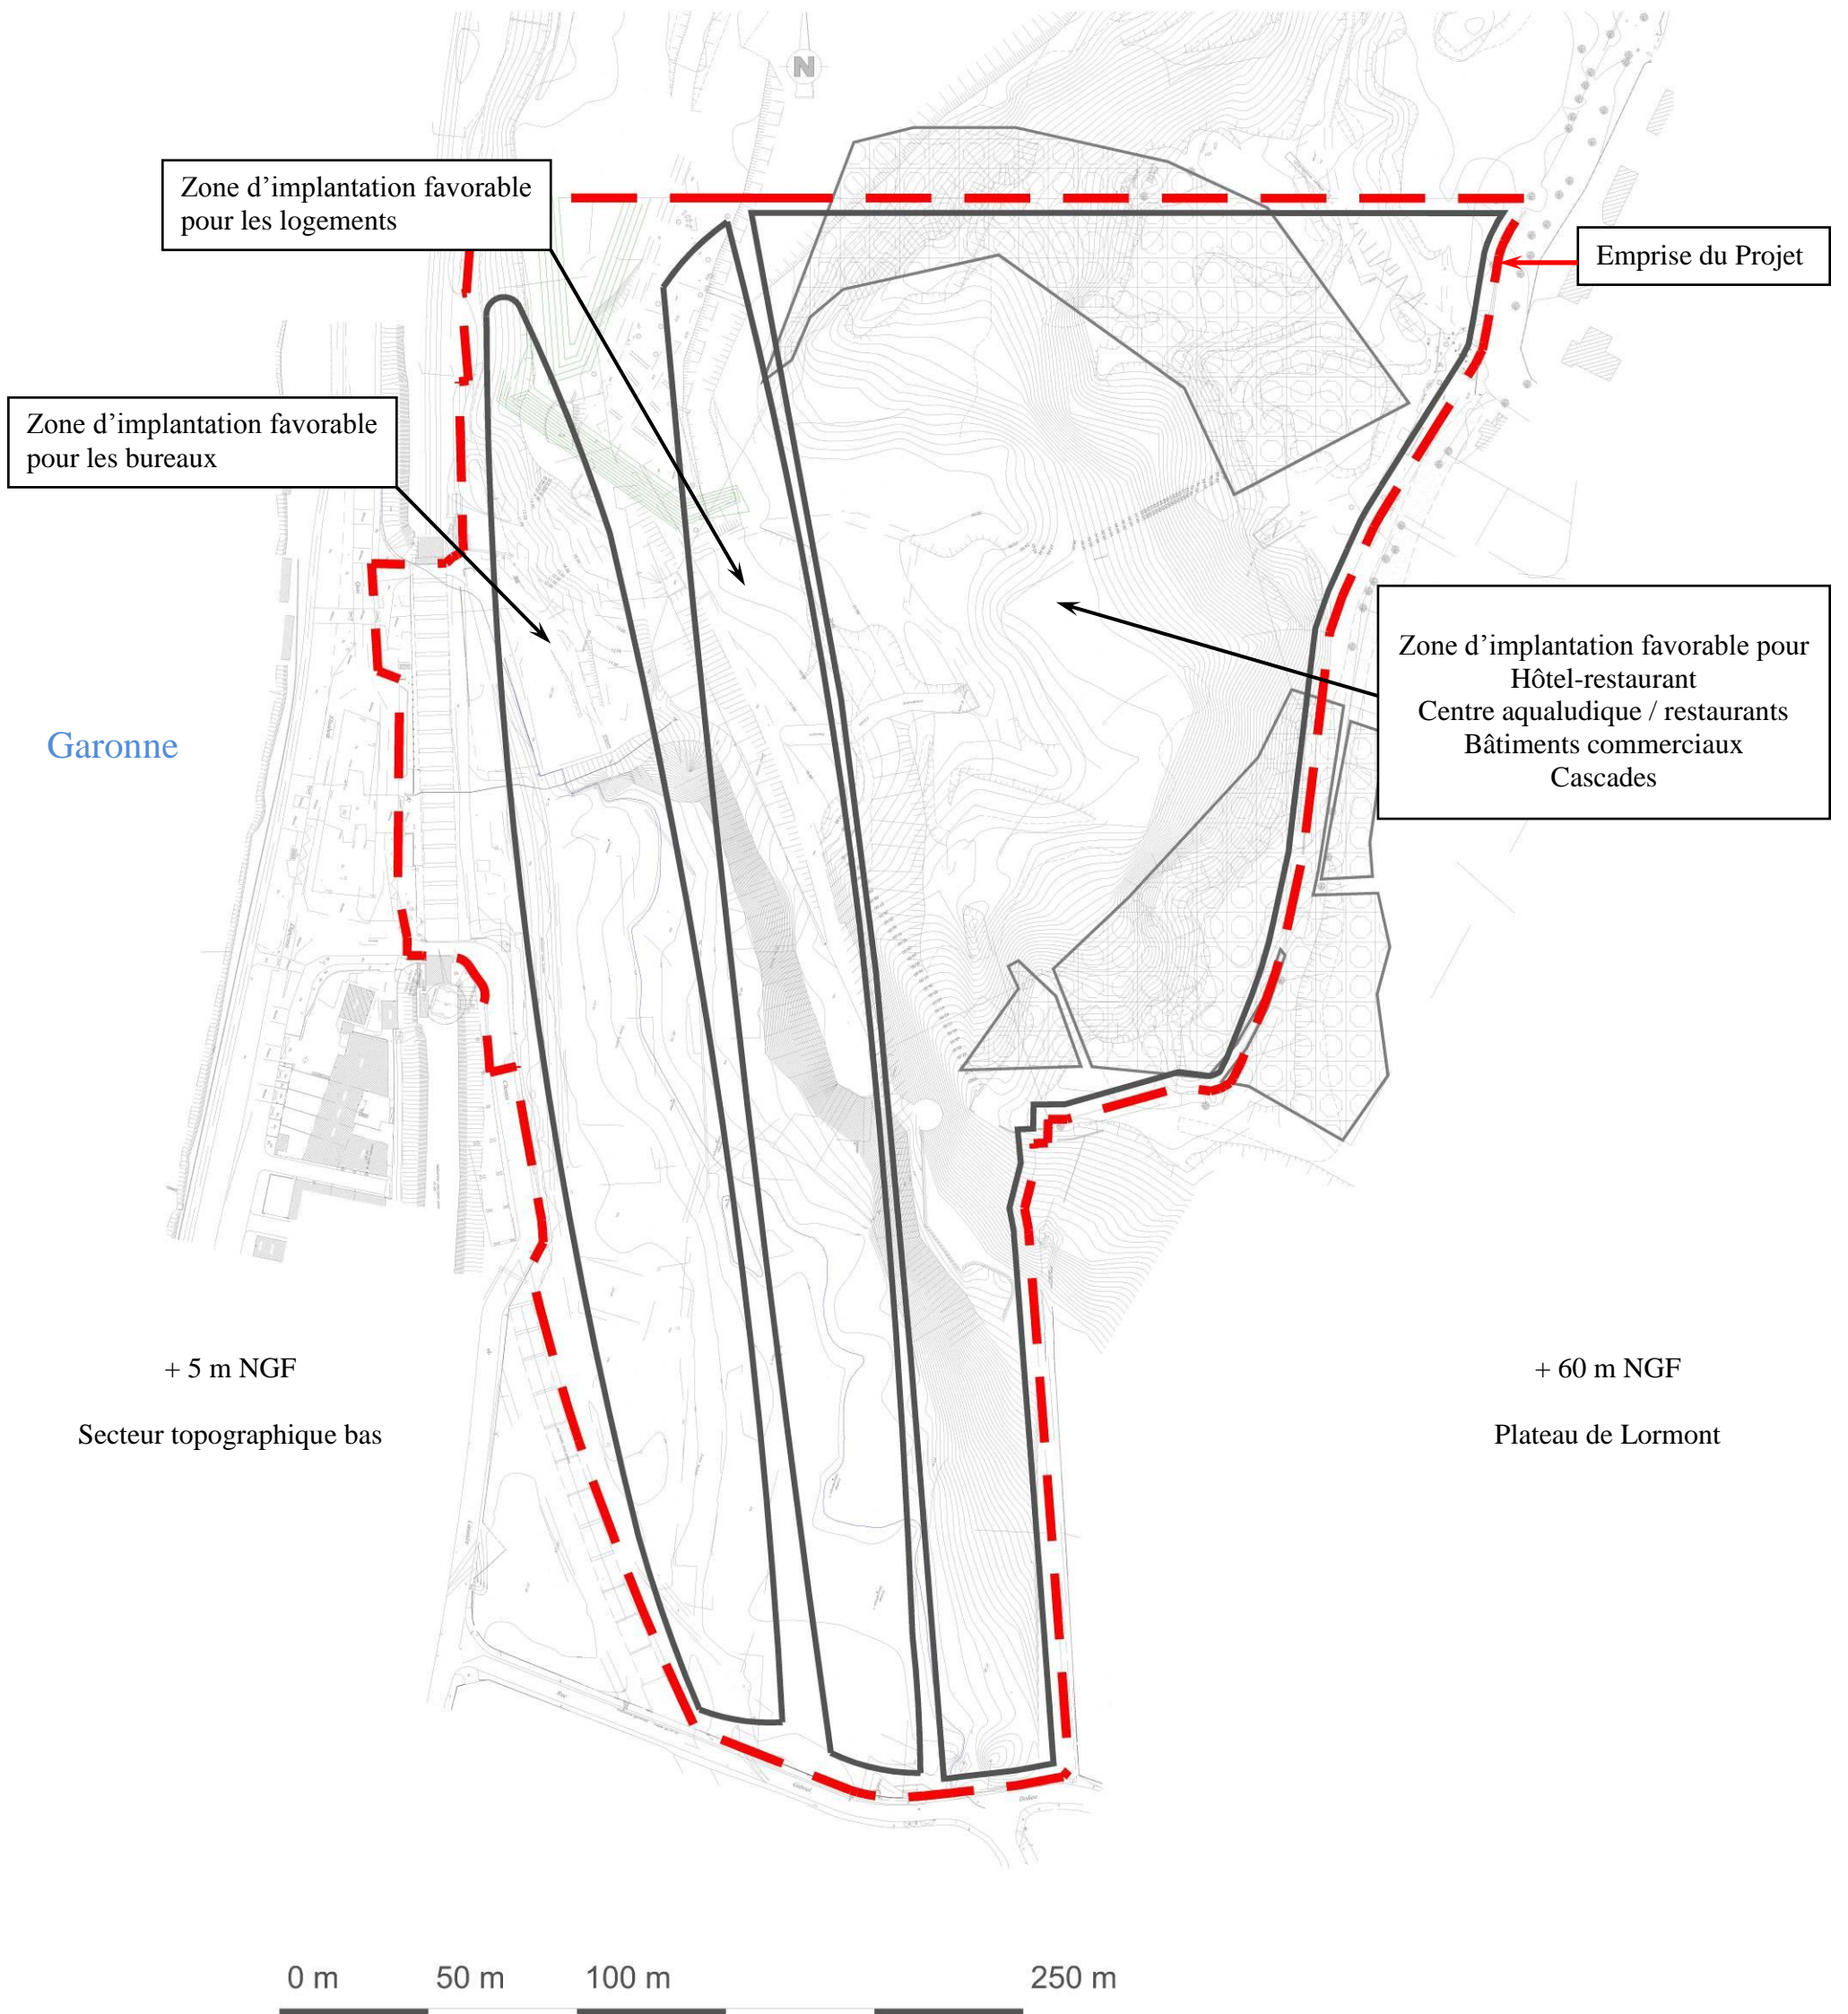 N
Zone d’implantation favorable
pour les logements
Emprise du Projet
Zone d’implantation favorable
pour les bureaux
Zone d’implantation favorable pour
Hôtel-restaurant
Centre aqualudique / restaurants
Bâtiments commerciaux
Cascades
Garonne
+ 5 m NGF
+ 60 m NGF
Secteur topographique bas
Plateau de Lormont
0 m 50 m 100 m 250 m